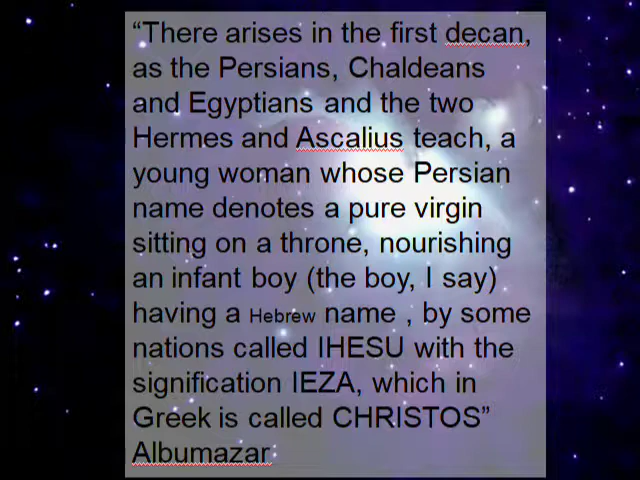 “There arises in the first decan,
as the Persians, Chaldeans
and Egyptians and the two
Hermes and Ascalius teach, a
young woman whose Persian
name denotes a pure virgin
sitting on a throne, nourishing
an infant boy (the boy, I say)
having a Hebrew name , by some
nations called IHESU with the
signification IEZA, which in
Greek is called CHRISTOS”
Albumazar